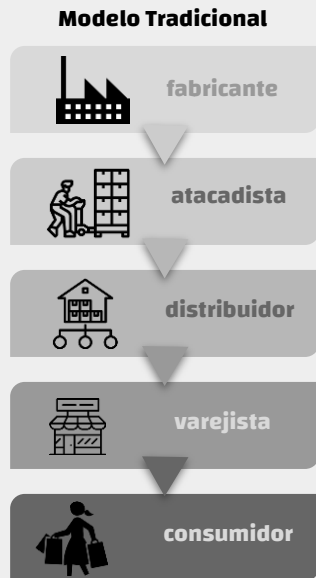 Modelo Tradicional
fabricante
atacadista
distribuidor
varejista
consumidor